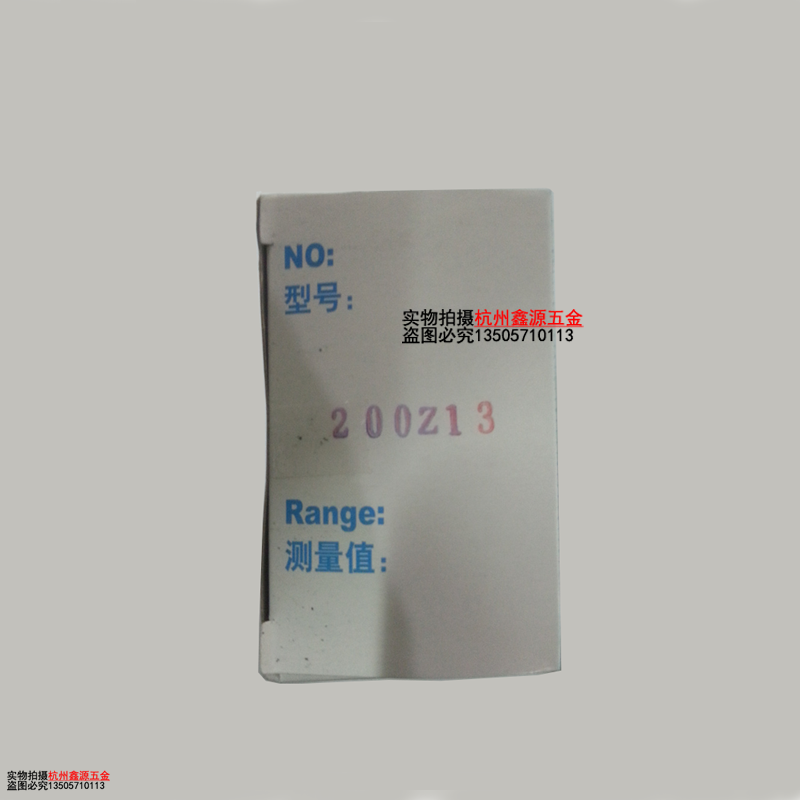 NO:
型号：
实物拍摄杭州鑫源五金
盗图必究13505710113
200Z13
Range:
测量值：
实物拍摄杭州鑫源五金
盗图必究13505710113